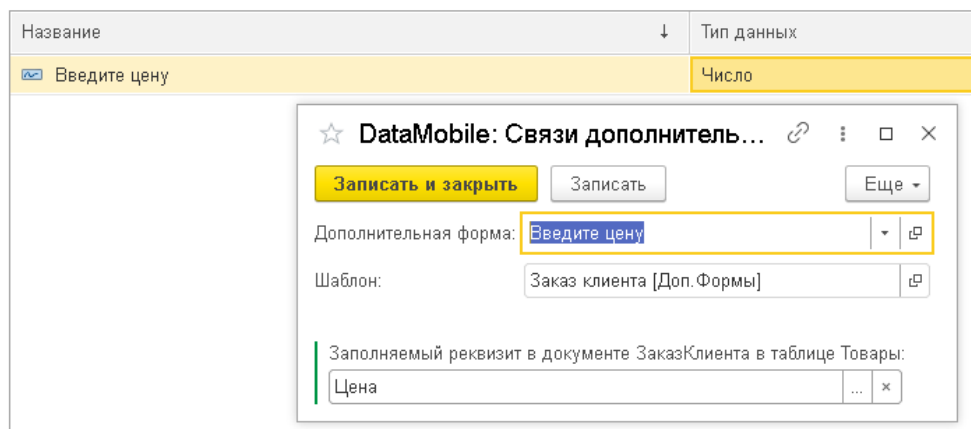 Название ↓ Тип данных
Введите цену Число
DataMobile: Связи дополнитель...
Записать и закрыть Записать Еще
Дополнительная форма: Введите цену
Шаблон: Заказ клиента [Доп.Формы]
Заполняемый реквизит в документе ЗаказКлиента в таблице Товары:
Цена ... ×